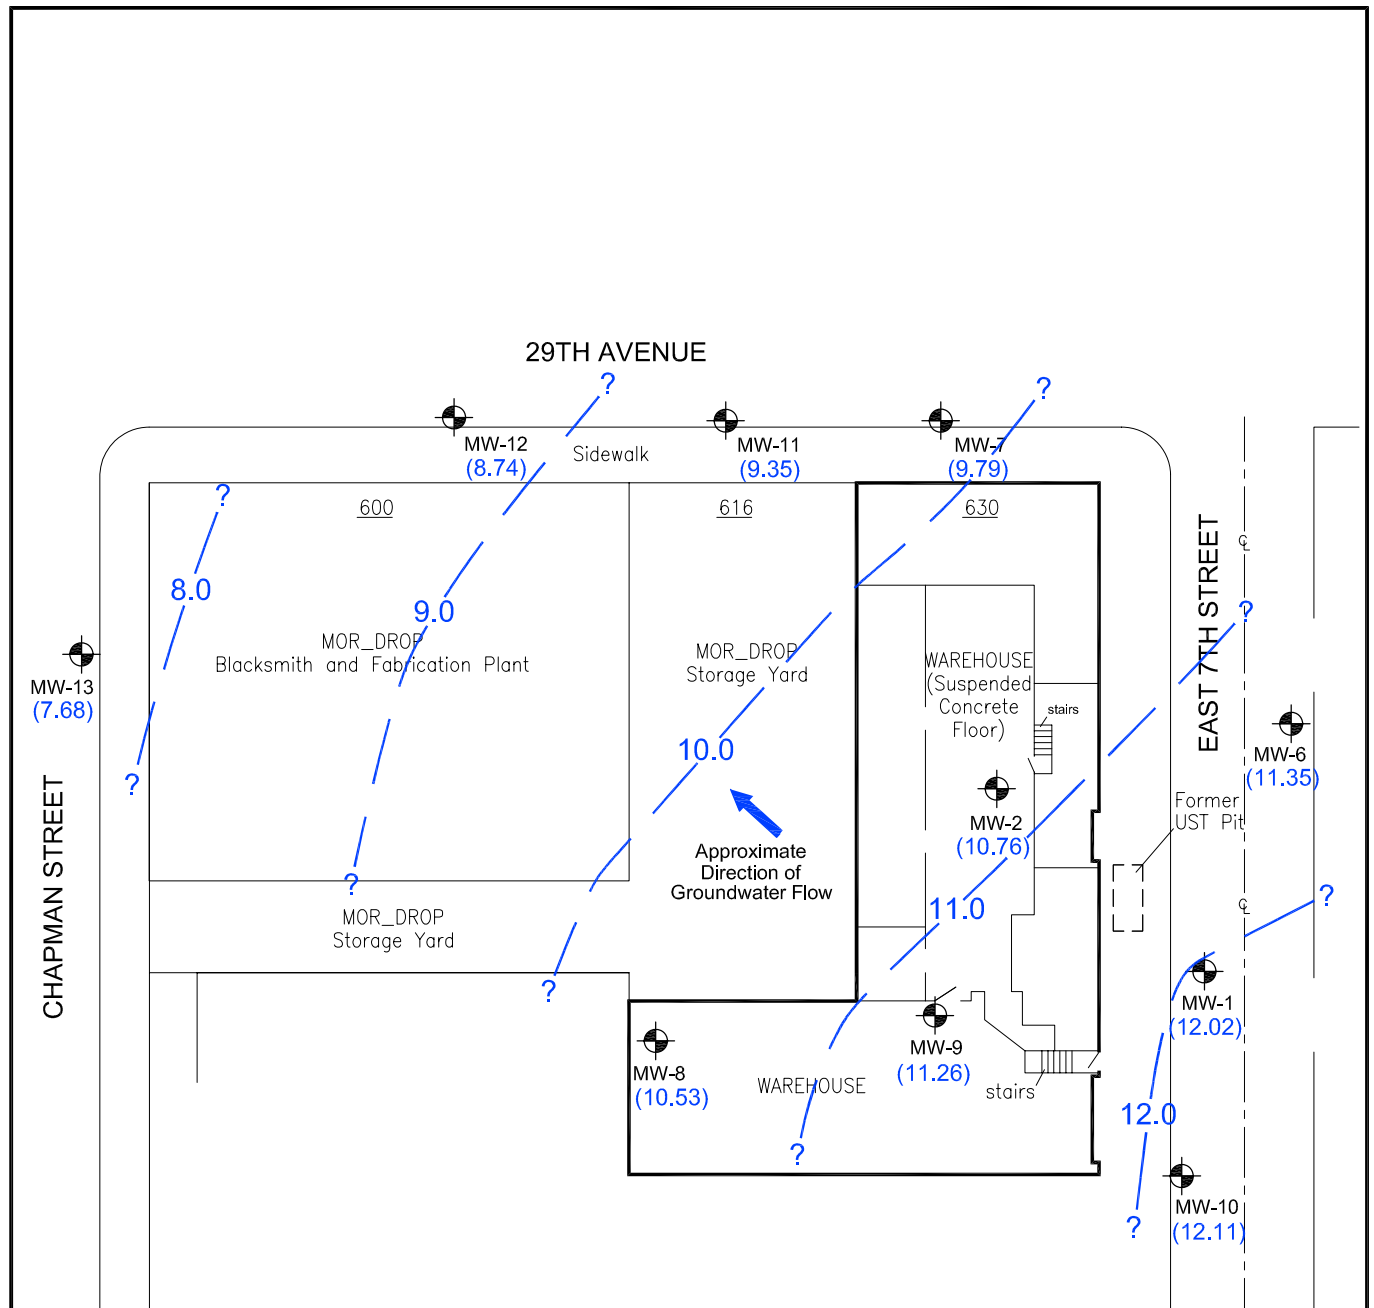 29TH AVENUE
?
?
MW-12
(8.74)
Sidewalk
MW-11
(9.35)
MW-7
(9.79)
?
600
616
630
8.0
9.0
MOR_DROP
Blacksmith and Fabrication Plant
MOR_DROP
Storage Yard
WAREHOUSE
(Suspended
Concrete
Floor)
stairs
EAST 7TH STREET
℄
?
MW-13
(7.68)
?
10.0
MW-6
(11.35)
Former
UST Pit
MW-2
(10.76)
CHAPMAN STREET
Approximate
Direction of
Groundwater Flow
?
MOR_DROP
Storage Yard
11.0
℄
?
?
MW-1
(12.02)
MW-8
(10.53)
WAREHOUSE
MW-9
(11.26)
stairs
12.0
?
MW-10
(12.11)
?